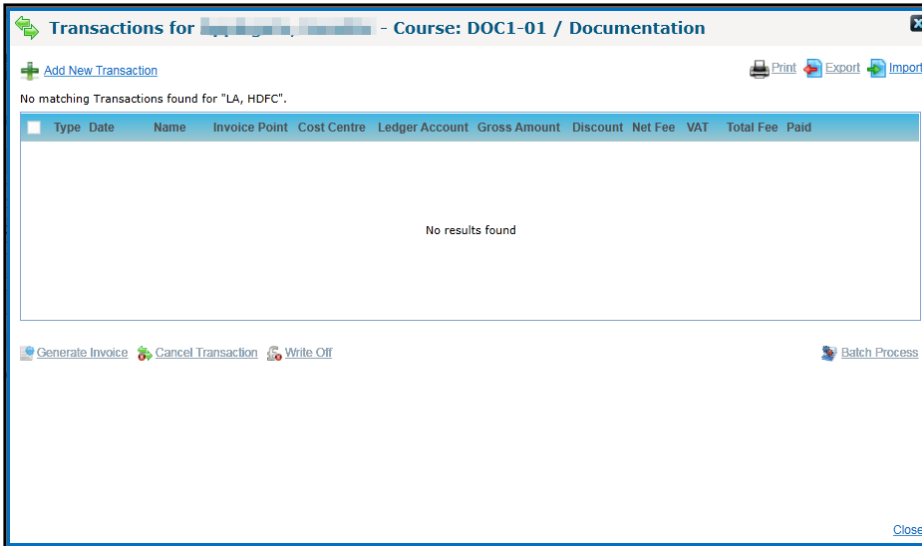 Transactions for - Course: DOC1-01 / Documentation
Add New Transaction
Print Export Import
No matching Transactions found for "LA, HDFC".
Type Date Name Invoice Point Cost Centre Ledger Account Gross Amount Discount Net Fee VAT Total Fee Paid
No results found
Generate Invoice Cancel Transaction Write Off Batch Process
Close